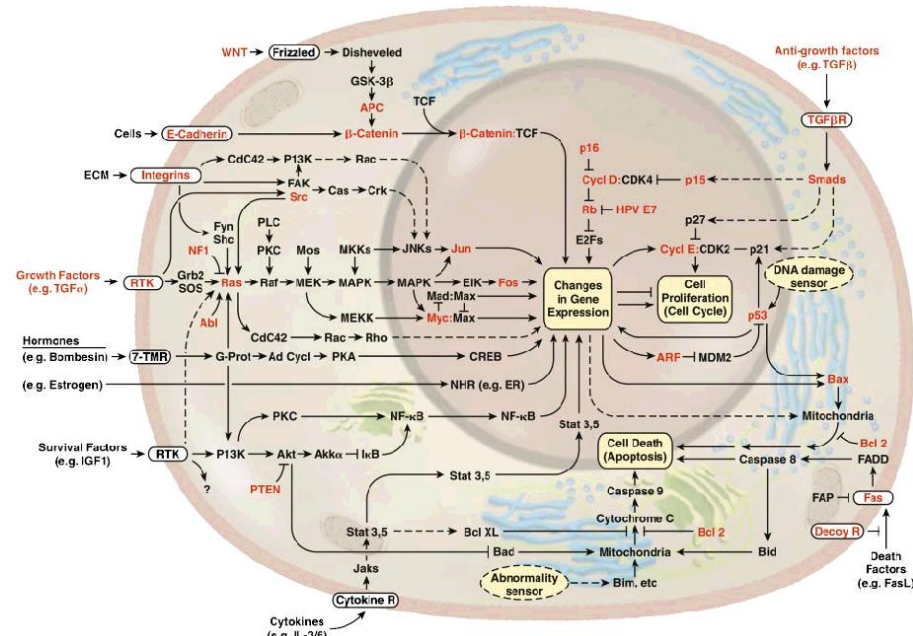 WNT
Frizzled
Disheveled
GSK-3β
APC
TCF
Cells
E-Cadherin
β-Catenin
β-Catenin:TCF
Anti-growth factors
(e.g. TGFβ)
TGFβR
Smads
p16
Cycl D:CDK4
p15
Rb
HPV E7
E2Fs
p27
Cycl E:CDK2
p21
DNA damage
sensor
Cell
Proliferation
(Cell Cycle)
p53
ARF
MDM2
Bax
Mitochondria
Bcl 2
ECM
Integrins
CdC42
P13K
Rac
FAK
Src
Cas
Crk
NF1
Fyn
Shc
PLC
PKC
Mos
MKKs
JNKs
Jun
Growth Factors
(e.g. TGFα)
RTK
Grb2
SOS
Ras
Raf
MEK
MAPK
MAPK
ElK
Fos
Changes
in Gene
Expression
Mad:Max
MEKK
Myc:Max
Abl
CdC42
Rac
Rho
Hormones
(e.g. Bombesin)
7-TMR
G-Prot
Ad Cycl
PKA
CREB
(e.g. Estrogen)
NHR (e.g. ER)
PKC
NF-κB
NF-κB
Stat 3,5
Survival Factors
(e.g. IGF1)
RTK
P13K
Akt
Akkα
IκB
?
PTEN
Stat 3,5
Cell Death
(Apoptosis)
Caspase 8
FADD
Caspase 9
FAP
Fas
Cytochrome C
Stat 3,5
Bcl XL
Bcl 2
Decoy R
Bad
Mitochondria
Bid
Death
Factors
(e.g. FasL)
Jaks
Abnormality
sensor
Bim. etc
Cytokine R
Cytokines